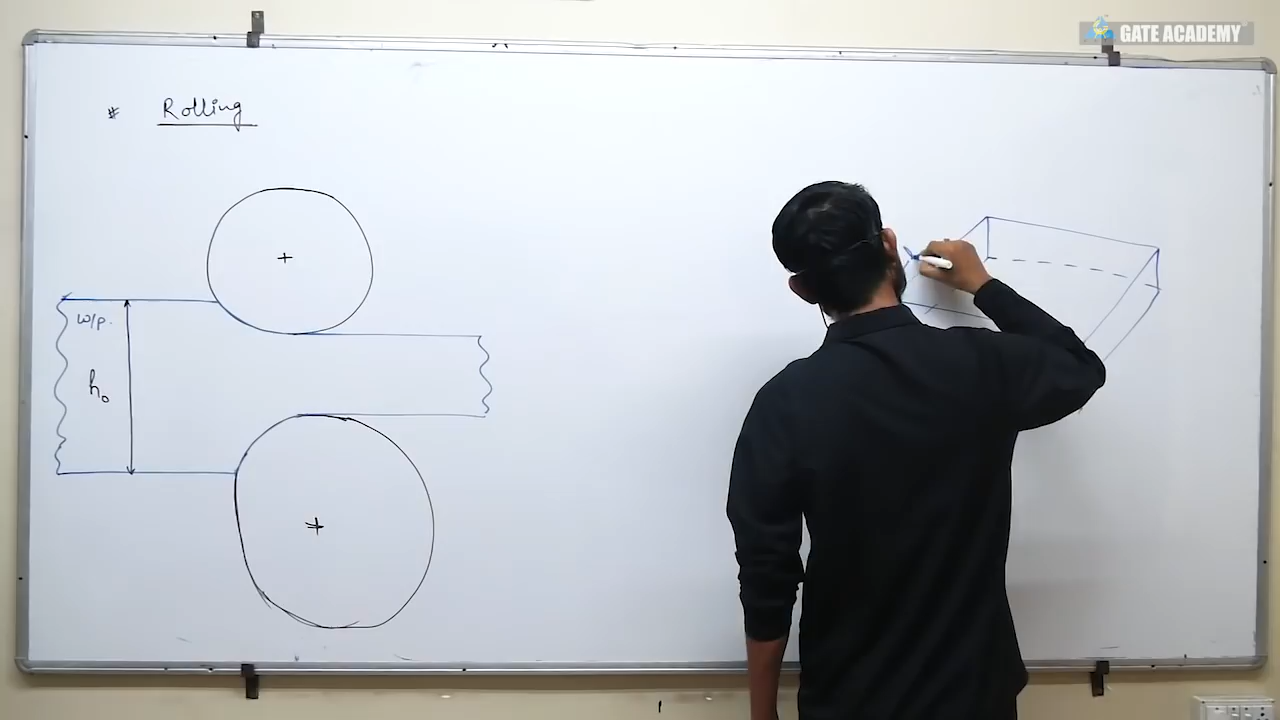 GATE ACADEMY
* Rolling
w/p.
h₀